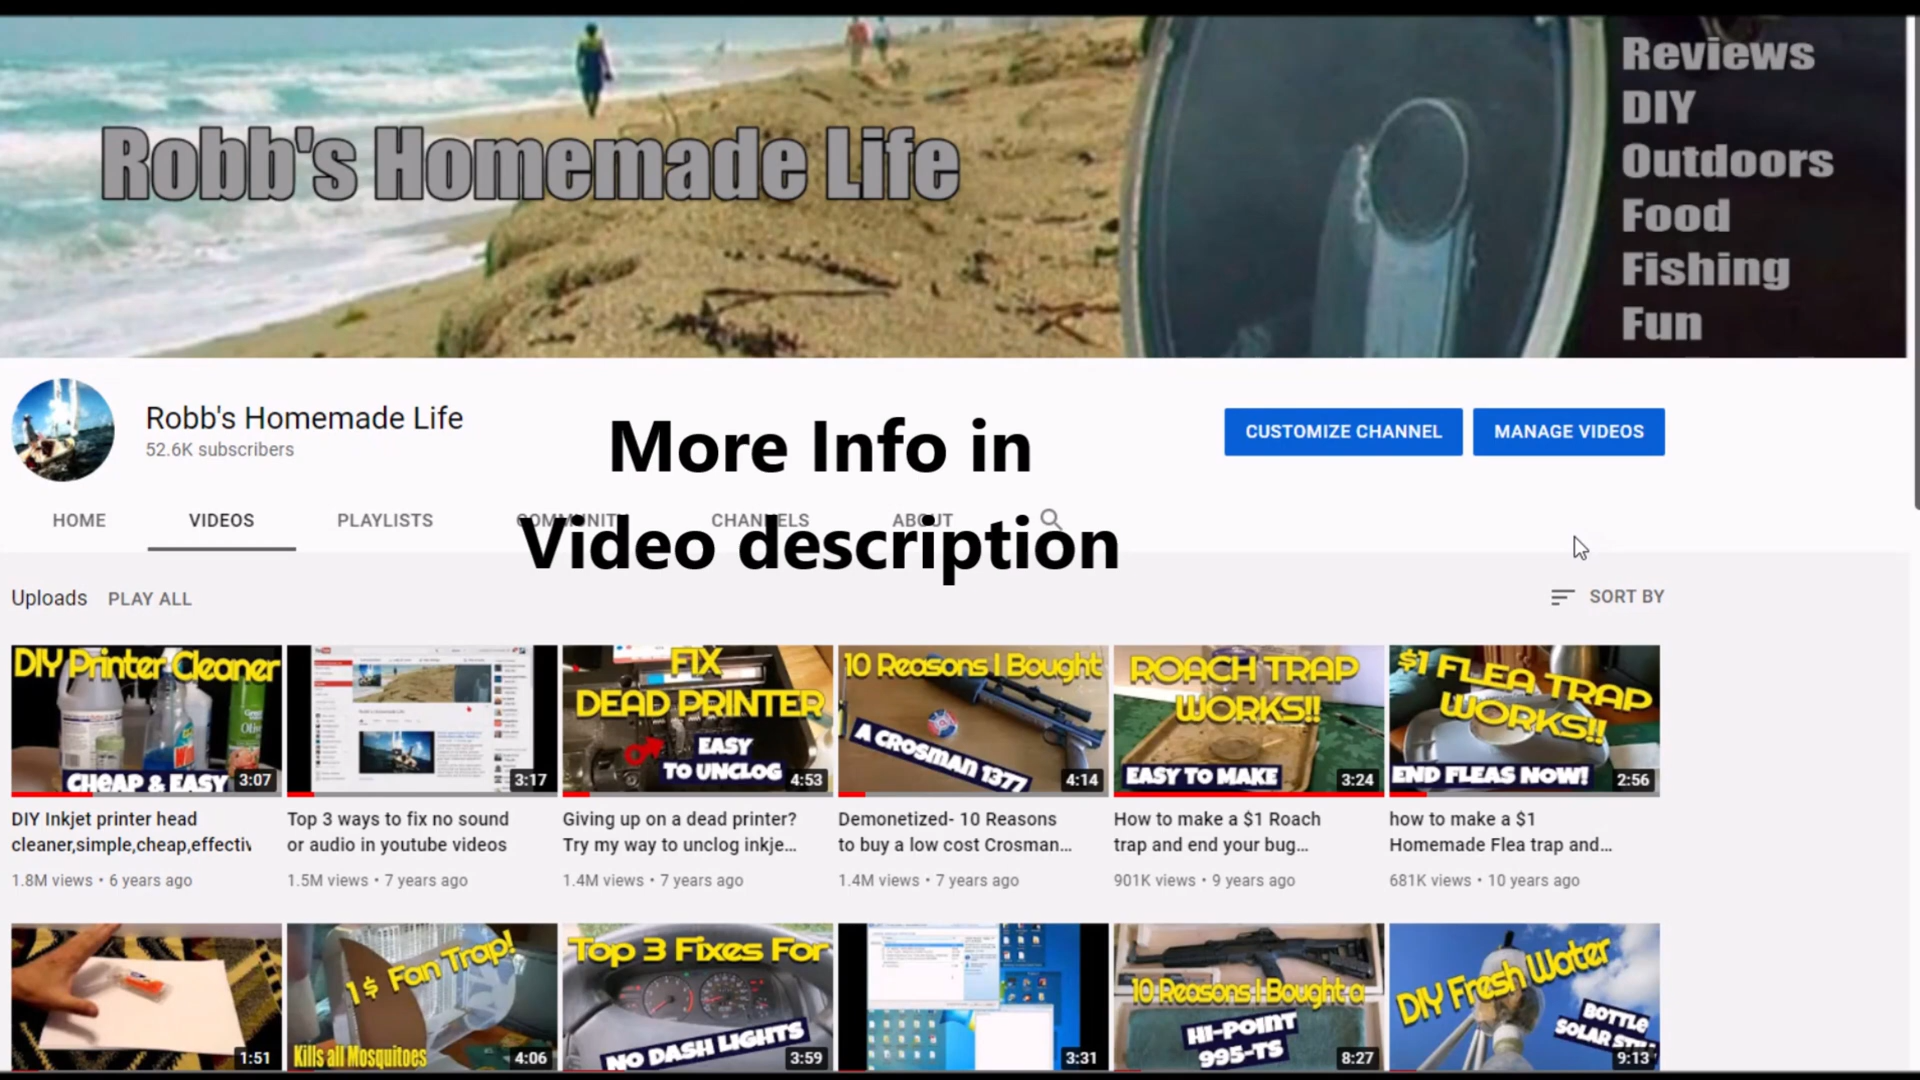 Robb's Homemade Life
Reviews
DIY
Outdoors
Food
Fishing
Fun
Robb's Homemade Life
52.6K subscribers
More Info in
Video description
CUSTOMIZE CHANNEL
MANAGE VIDEOS
HOME
VIDEOS
PLAYLISTS
COMMUNITY
CHANNELS
ABOUT
Uploads
PLAY ALL
SORT BY
DIY Printer Cleaner
CHEAP & EASY
3:07
3:17
FIX
DEAD PRINTER
EASY
TO UNCLOG
4:53
10 Reasons I Bought
A CROSMAN 1377
4:14
ROACH TRAP
WORKS!!
EASY TO MAKE
3:24
$1 FLEA TRAP
WORKS!!
END FLEAS NOW!
2:56
DIY Inkjet printer head
cleaner,simple,cheap,effectiv
1.8M views • 6 years ago
Top 3 ways to fix no sound
or audio in youtube videos
1.5M views • 7 years ago
Giving up on a dead printer?
Try my way to unclog inkje...
1.4M views • 7 years ago
Demonetized- 10 Reasons
to buy a low cost Crosman...
1.4M views • 7 years ago
How to make a $1 Roach
trap and end your bug...
901K views • 9 years ago
how to make a $1
Homemade Flea trap and...
681K views • 10 years ago
1:51
1$ Fan Trap!
Kills all Mosquitoes
4:06
Top 3 Fixes For
NO DASH LIGHTS
3:59
3:31
10 Reasons I Bought a
HI-POINT
995-TS
8:27
DIY Fresh Water
BOTTLE
SOLAR
9:13